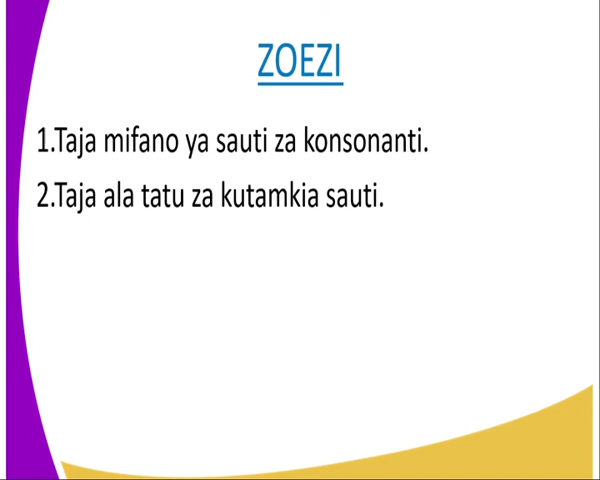 ZOEZI
1.Taja mifano ya sauti za konsonanti.
2.Taja ala tatu za kutamkia sauti.